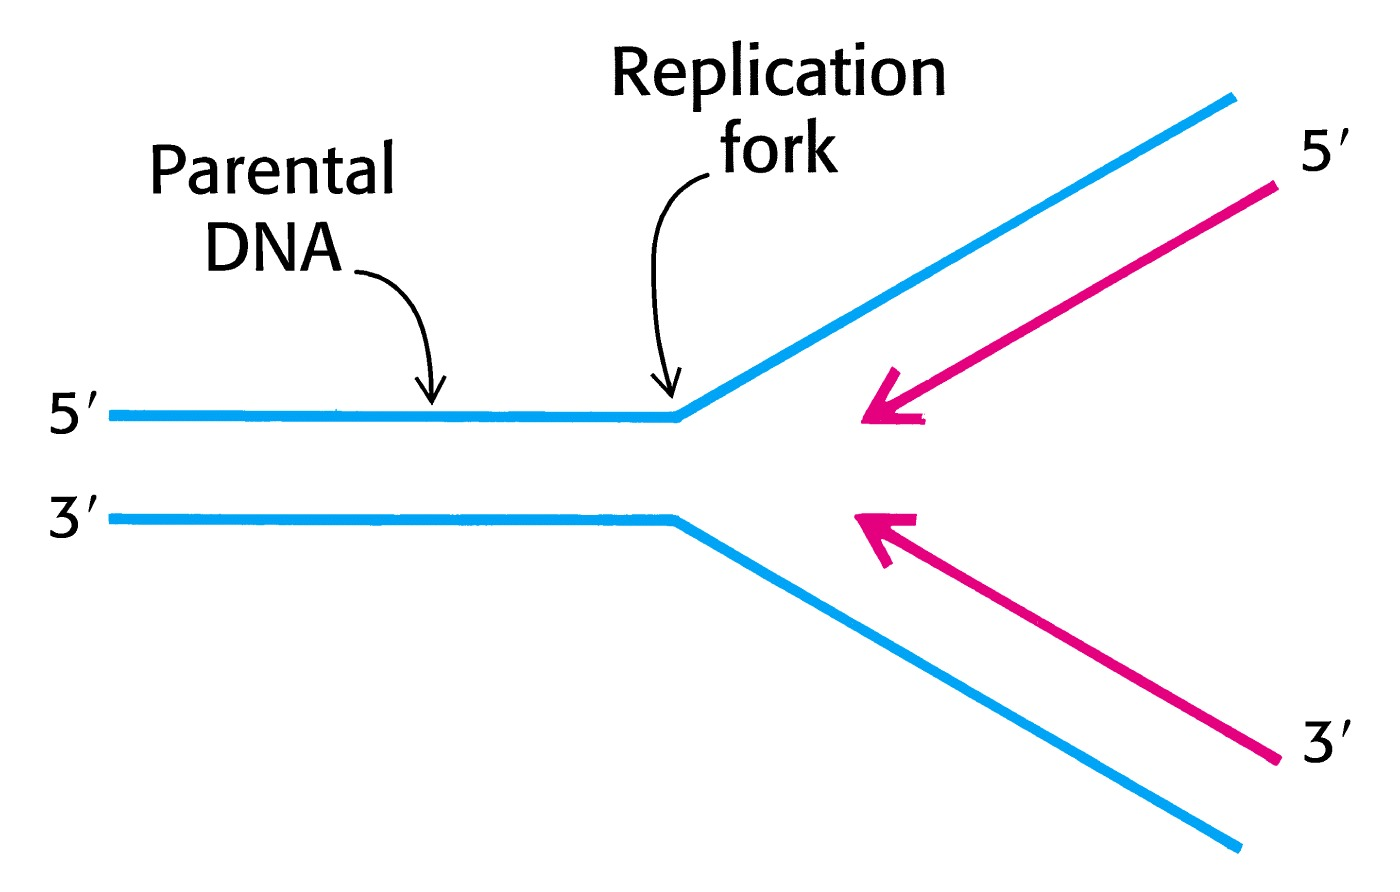 Replication
fork
Parental
DNA
5′
5′
3′
3′